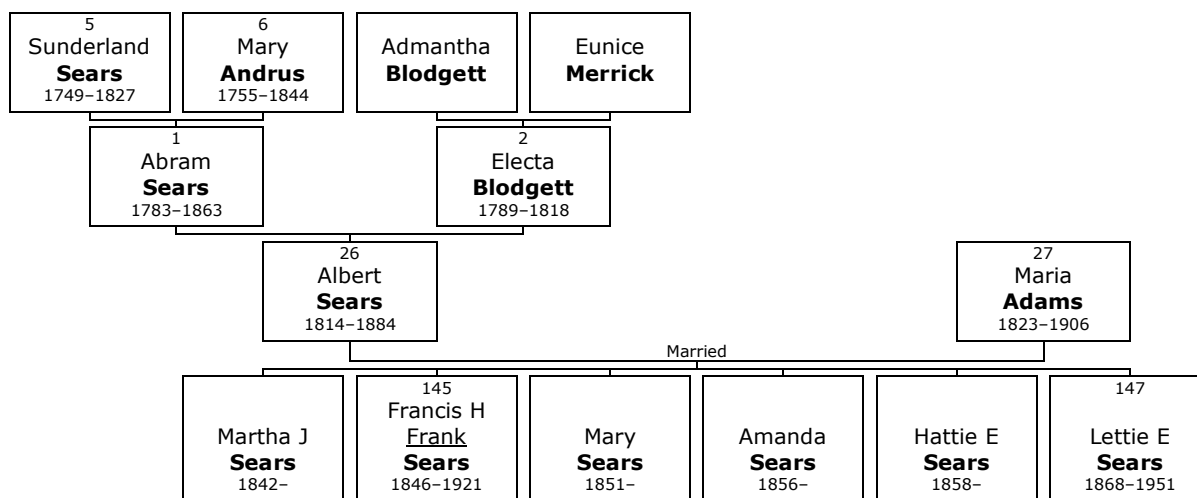 5
Sunderland
Sears
1749–1827
6
Mary
Andrus
1755–1844
Admantha
Blodgett
Eunice
Merrick
1
Abram
Sears
1783–1863
2
Electa
Blodgett
1789–1818
26
Albert
Sears
1814–1884
27
Maria
Adams
1823–1906
Married
Martha J
Sears
1842–
145
Francis H
Frank
Sears
1846–1921
Mary
Sears
1851–
Amanda
Sears
1856–
Hattie E
Sears
1858–
147
Lettie E
Sears
1868–1951